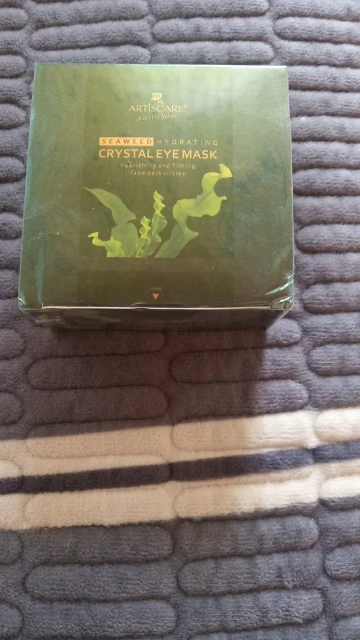 ARTISCARE®
SEAWEED HYDRATING
CRYSTAL EYE MASK
nourishing and firming
fade dark circles